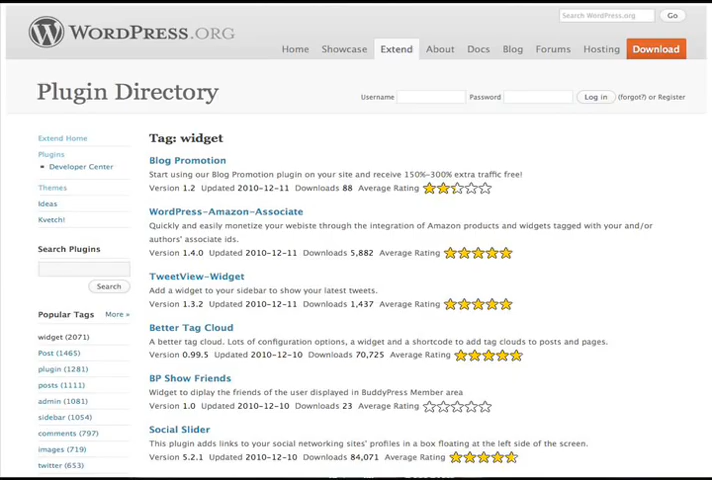 Search WordPress.org Go
WORDPRESS.ORG
Home Showcase Extend About Docs Blog Forums Hosting Download
Plugin Directory
Username Password Log in (forgot?) or Register
Extend Home
Plugins
• Developer Center
Themes
Ideas
Kvetch!
Search Plugins
Search
Popular Tags More »
widget (2071)
Post (1465)
plugin (1281)
posts (1111)
admin (1081)
sidebar (1054)
comments (797)
images (719)
twitter (653)
Tag: widget
Blog Promotion
Start using our Blog Promotion plugin on your site and receive 150%-300% extra traffic free!
Version 1.2 Updated 2010-12-11 Downloads 88 Average Rating
WordPress-Amazon-Associate
Quickly and easily monetize your webiste through the integration of Amazon products and widgets tagged with your and/or
authors' associate ids.
Version 1.4.0 Updated 2010-12-11 Downloads 5,882 Average Rating
TweetView-Widget
Add a widget to your sidebar to show your latest tweets.
Version 1.3.2 Updated 2010-12-11 Downloads 1,437 Average Rating
Better Tag Cloud
A better tag cloud. Lots of configuration options, a widget and a shortcode to add tag clouds to posts and pages.
Version 0.99.5 Updated 2010-12-10 Downloads 70,725 Average Rating
BP Show Friends
Widget to diplay the friends of the user displayed in BuddyPress Member area
Version 1.0 Updated 2010-12-10 Downloads 23 Average Rating
Social Slider
This plugin adds links to your social networking sites' profiles in a box floating at the left side of the screen.
Version 5.2.1 Updated 2010-12-10 Downloads 84,071 Average Rating